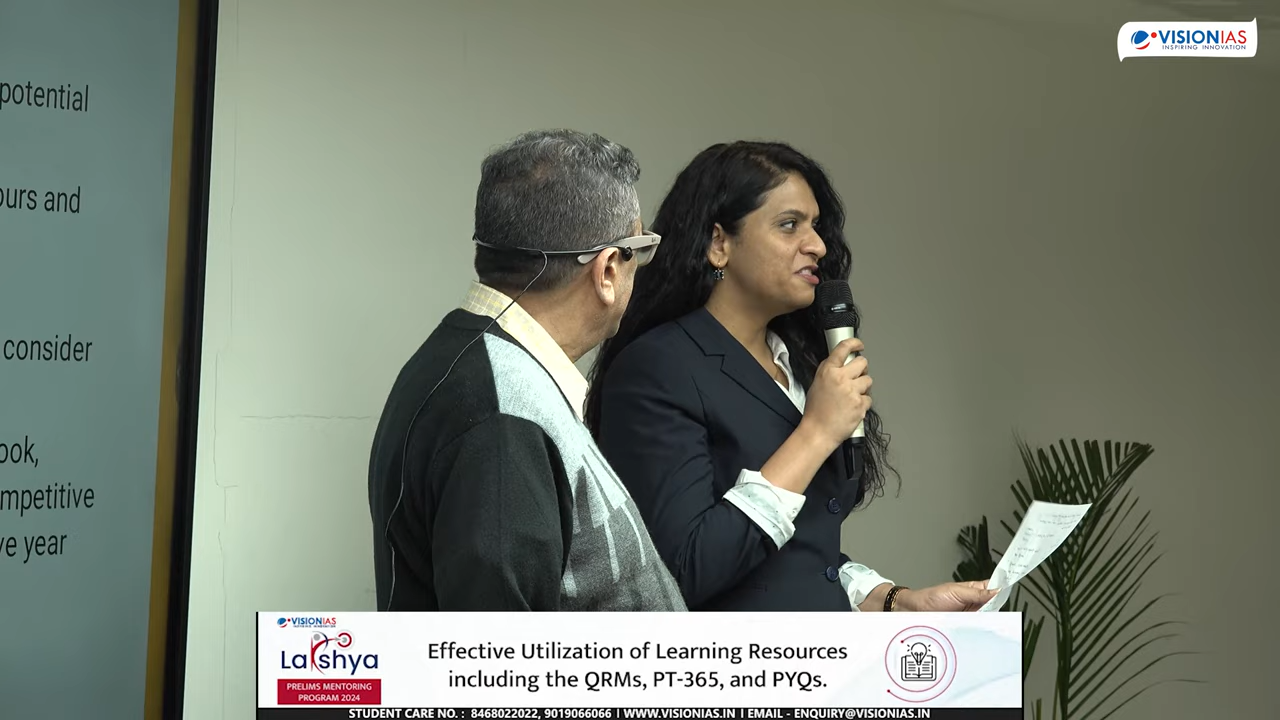 potential
ours and
consider
ook,
mpetitive
ve year
VISIONIAS
INSPIRING INNOVATION
VISIONIAS
INSPIRING INNOVATION
Lakshya
PRELIMS MENTORING
PROGRAM 2024
Effective Utilization of Learning Resources
including the QRMs, PT-365, and PYQs.
STUDENT CARE NO. : 8468022022, 9019066066 | WWW.VISIONIAS.IN | EMAIL - ENQUIRY@VISIONIAS.IN